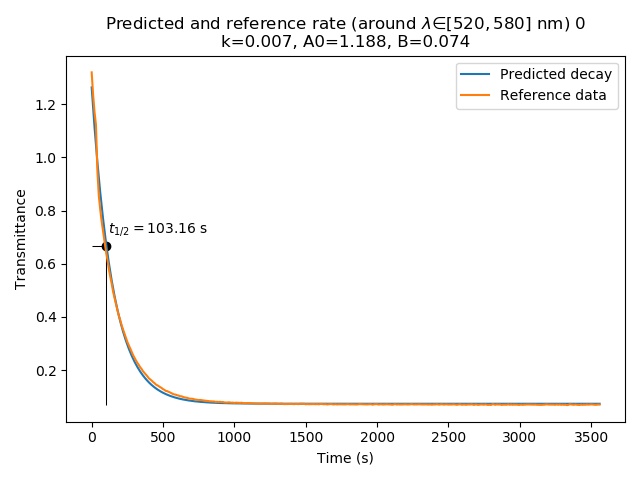 Predicted and reference rate (around λ∈[520, 580] nm) 0
k=0.007, A0=1.188, B=0.074
Predicted decay
Reference data
1.2
1.0
0.8
0.6
0.4
0.2
Transmittance
t1/2 = 103.16 s
0 500 1000 1500 2000 2500 3000 3500
Time (s)